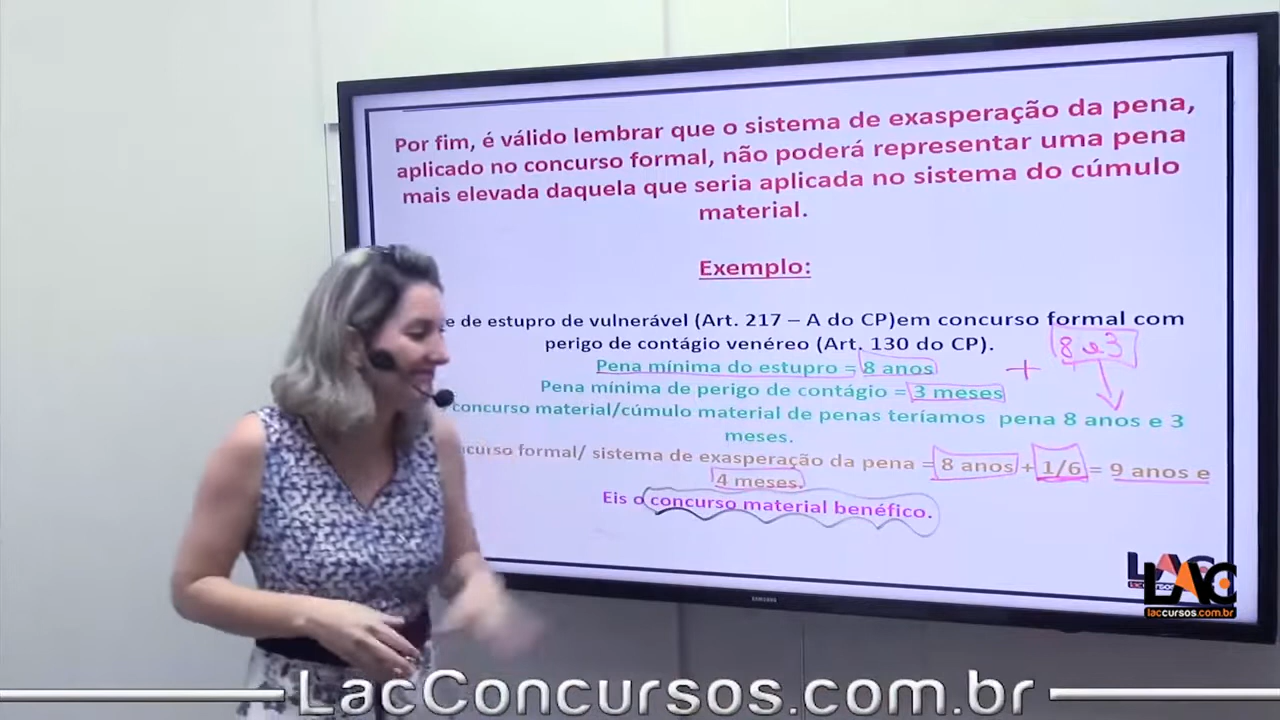 Por fim, é válido lembrar que o sistema de exasperação da pena,
aplicado no concurso formal, não poderá representar uma pena
mais elevada daquela que seria aplicada no sistema do cúmulo
material.
Exemplo:
e de estupro de vulnerável (Art. 217 – A do CP)em concurso formal com
perigo de contágio venéreo (Art. 130 do CP).
8 e 3
Pena mínima do estupro = 8 anos
+
Pena mínima de perigo de contágio = 3 meses
concurso material/cúmulo material de penas teríamos pena 8 anos e 3
meses.
formal/ sistema de exasperação da pena = 8 anos + 1/6 = 9 anos e
4 meses.
Eis o concurso material benéfico.
SAMSUNG
LAC
laccursos.com.br
LacConcursos.com.br